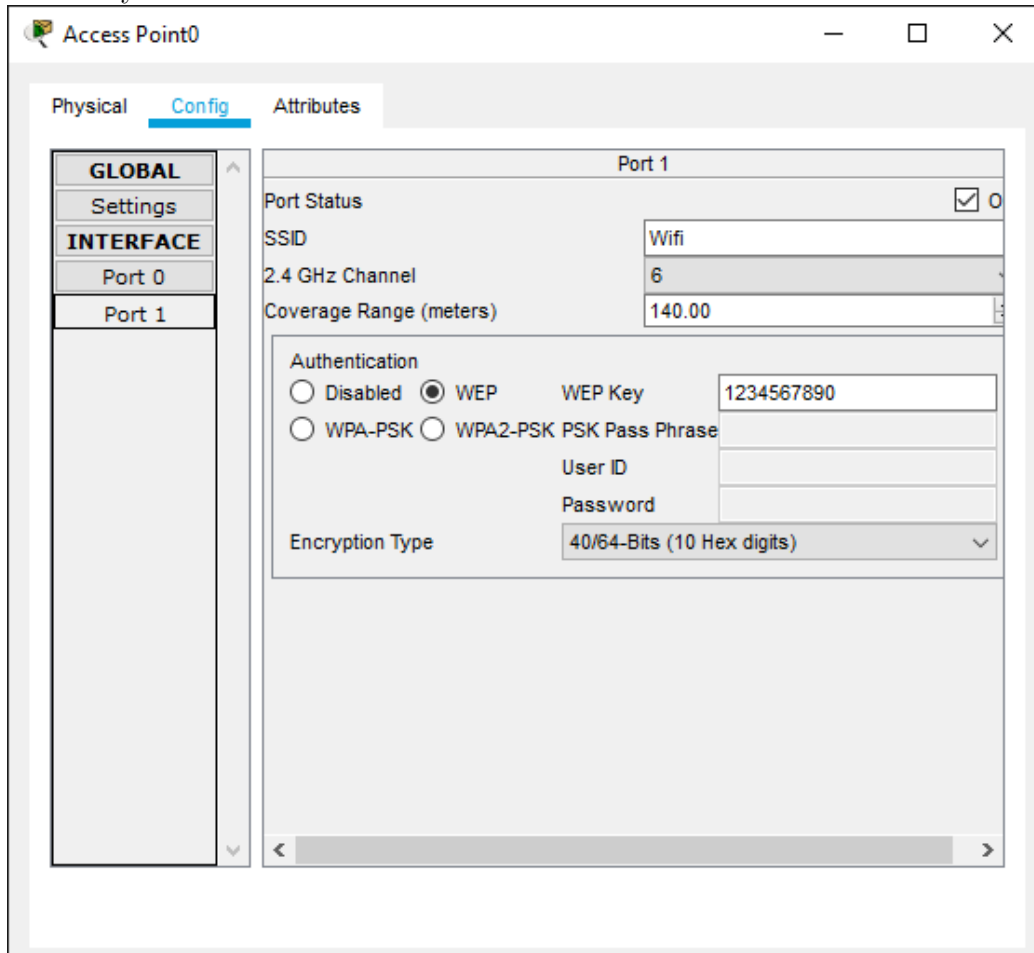 Access Point0
Physical Config Attributes
GLOBAL
Settings
INTERFACE
Port 0
Port 1
Port 1
Port Status O
SSID Wifi
2.4 GHz Channel 6
Coverage Range (meters) 140.00
Authentication
Disabled WEP WEP Key 1234567890
WPA-PSK WPA2-PSK PSK Pass Phrase
User ID
Password
Encryption Type 40/64-Bits (10 Hex digits)